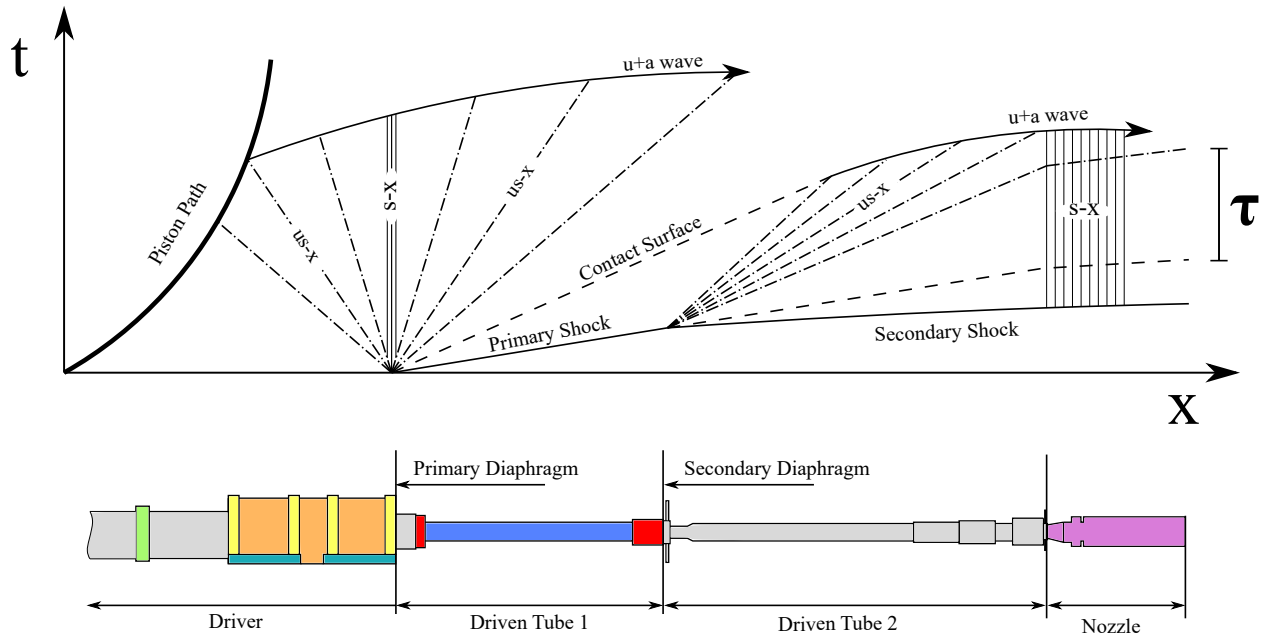 t
u+a wave
u+a wave
Piston Path
us-x
s-x
us-x
Contact Surface
us-x
s-x
τ
Primary Shock
Secondary Shock
x
Primary Diaphragm
Secondary Diaphragm
Driver
Driven Tube 1
Driven Tube 2
Nozzle